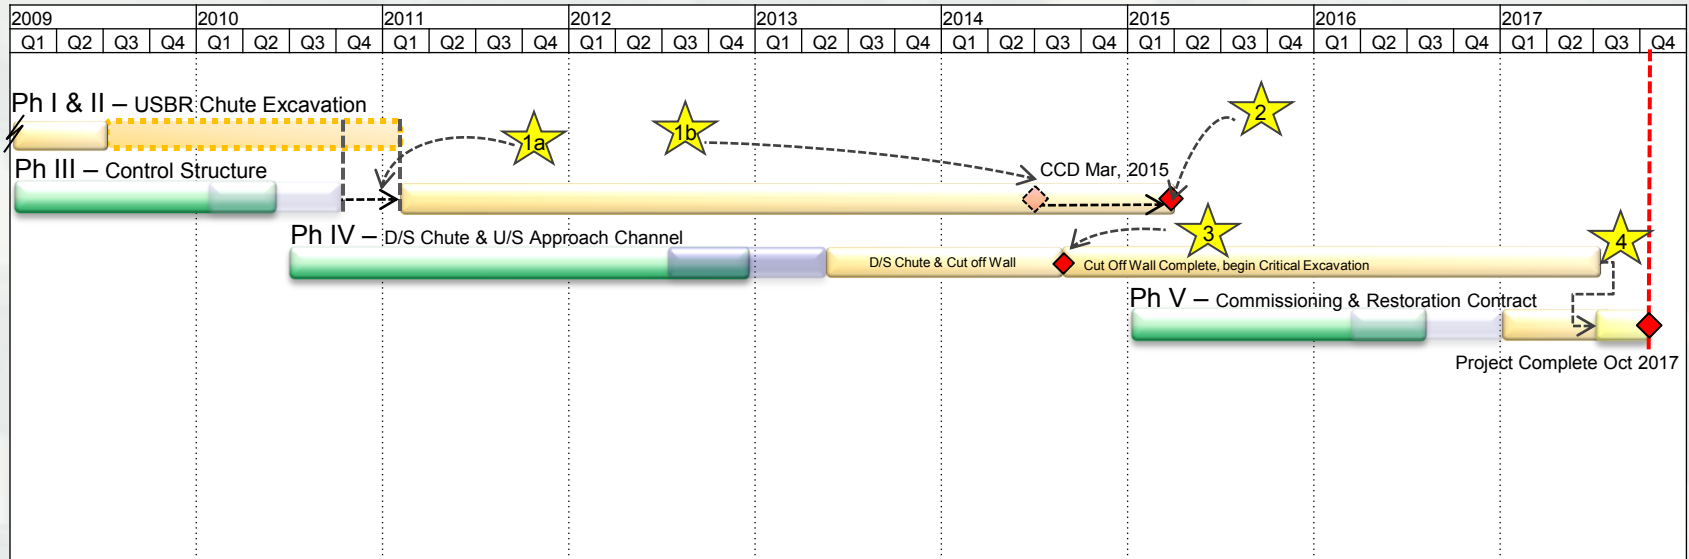 2009 2010 2011 2012 2013 2014 2015 2016 2017
Q1 Q2 Q3 Q4 Q1 Q2 Q3 Q4 Q1 Q2 Q3 Q4 Q1 Q2 Q3 Q4 Q1 Q2 Q3 Q4 Q1 Q2 Q3 Q4 Q1 Q2 Q3 Q4 Q1 Q2 Q3 Q4 Q1 Q2 Q3 Q4
Ph I & II – USBR Chute Excavation
1a
1b
2
Ph III – Control Structure
CCD Mar, 2015
Ph IV – D/S Chute & U/S Approach Channel
3
4
D/S Chute & Cut off Wall
Cut Off Wall Complete, begin Critical Excavation
Ph V – Commissioning & Restoration Contract
Project Complete Oct 2017